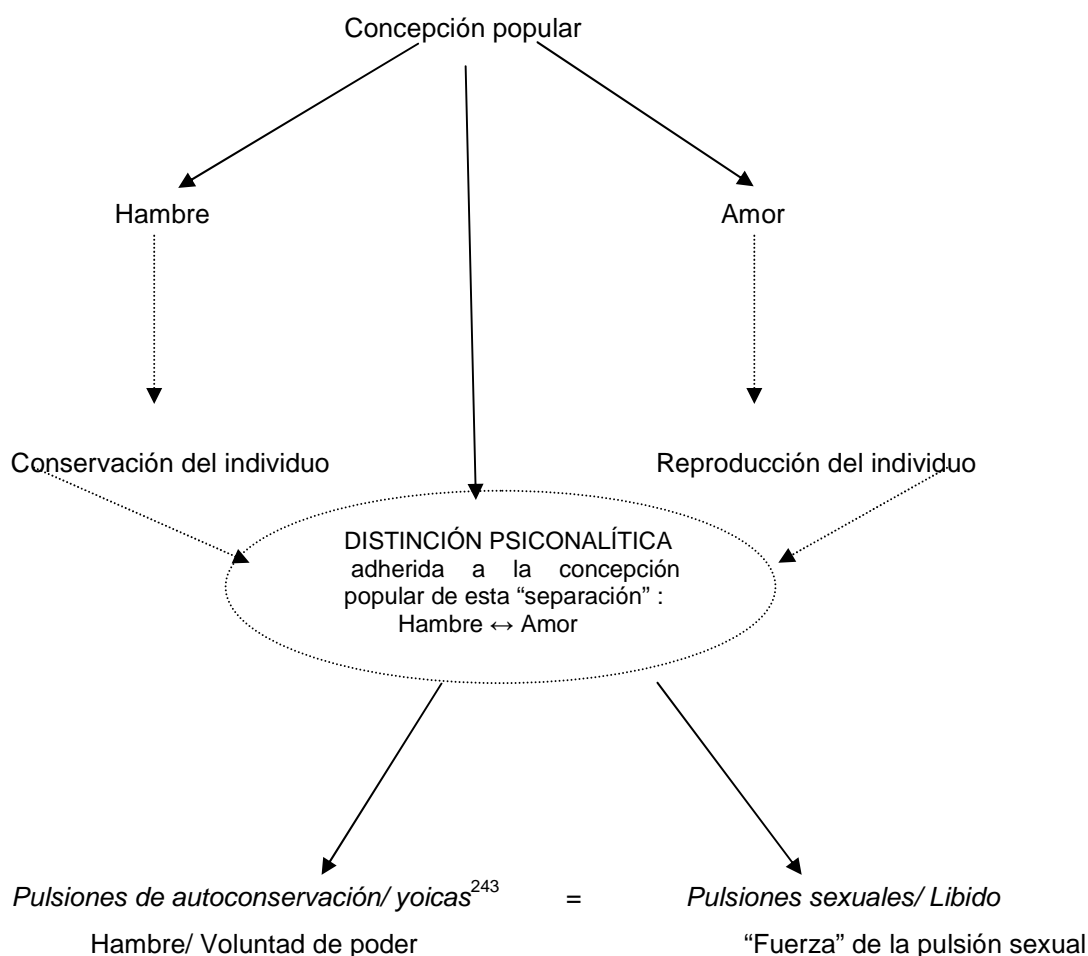 Concepción popular
Hambre
Amor
Conservación del individuo
Reproducción del individuo
DISTINCIÓN PSICONALÍTICA
adherida a la concepción
popular de esta “separación” :
Hambre ↔ Amor
Pulsiones de autoconservación/ yoicas243 = Pulsiones sexuales/ Libido
Hambre/ Voluntad de poder
“Fuerza” de la pulsión sexual